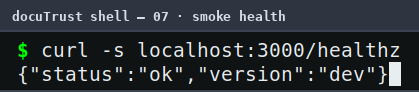 docuTrust shell — 07 · smoke health
$ curl -s localhost:3000/healthz
{"status":"ok","version":"dev"}